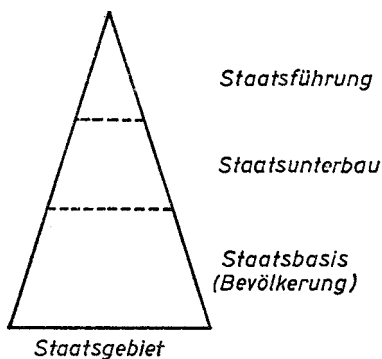 Staatsführung
Staatsunterbau
Staatsbasis
(Bevölkerung)
Staatsgebiet